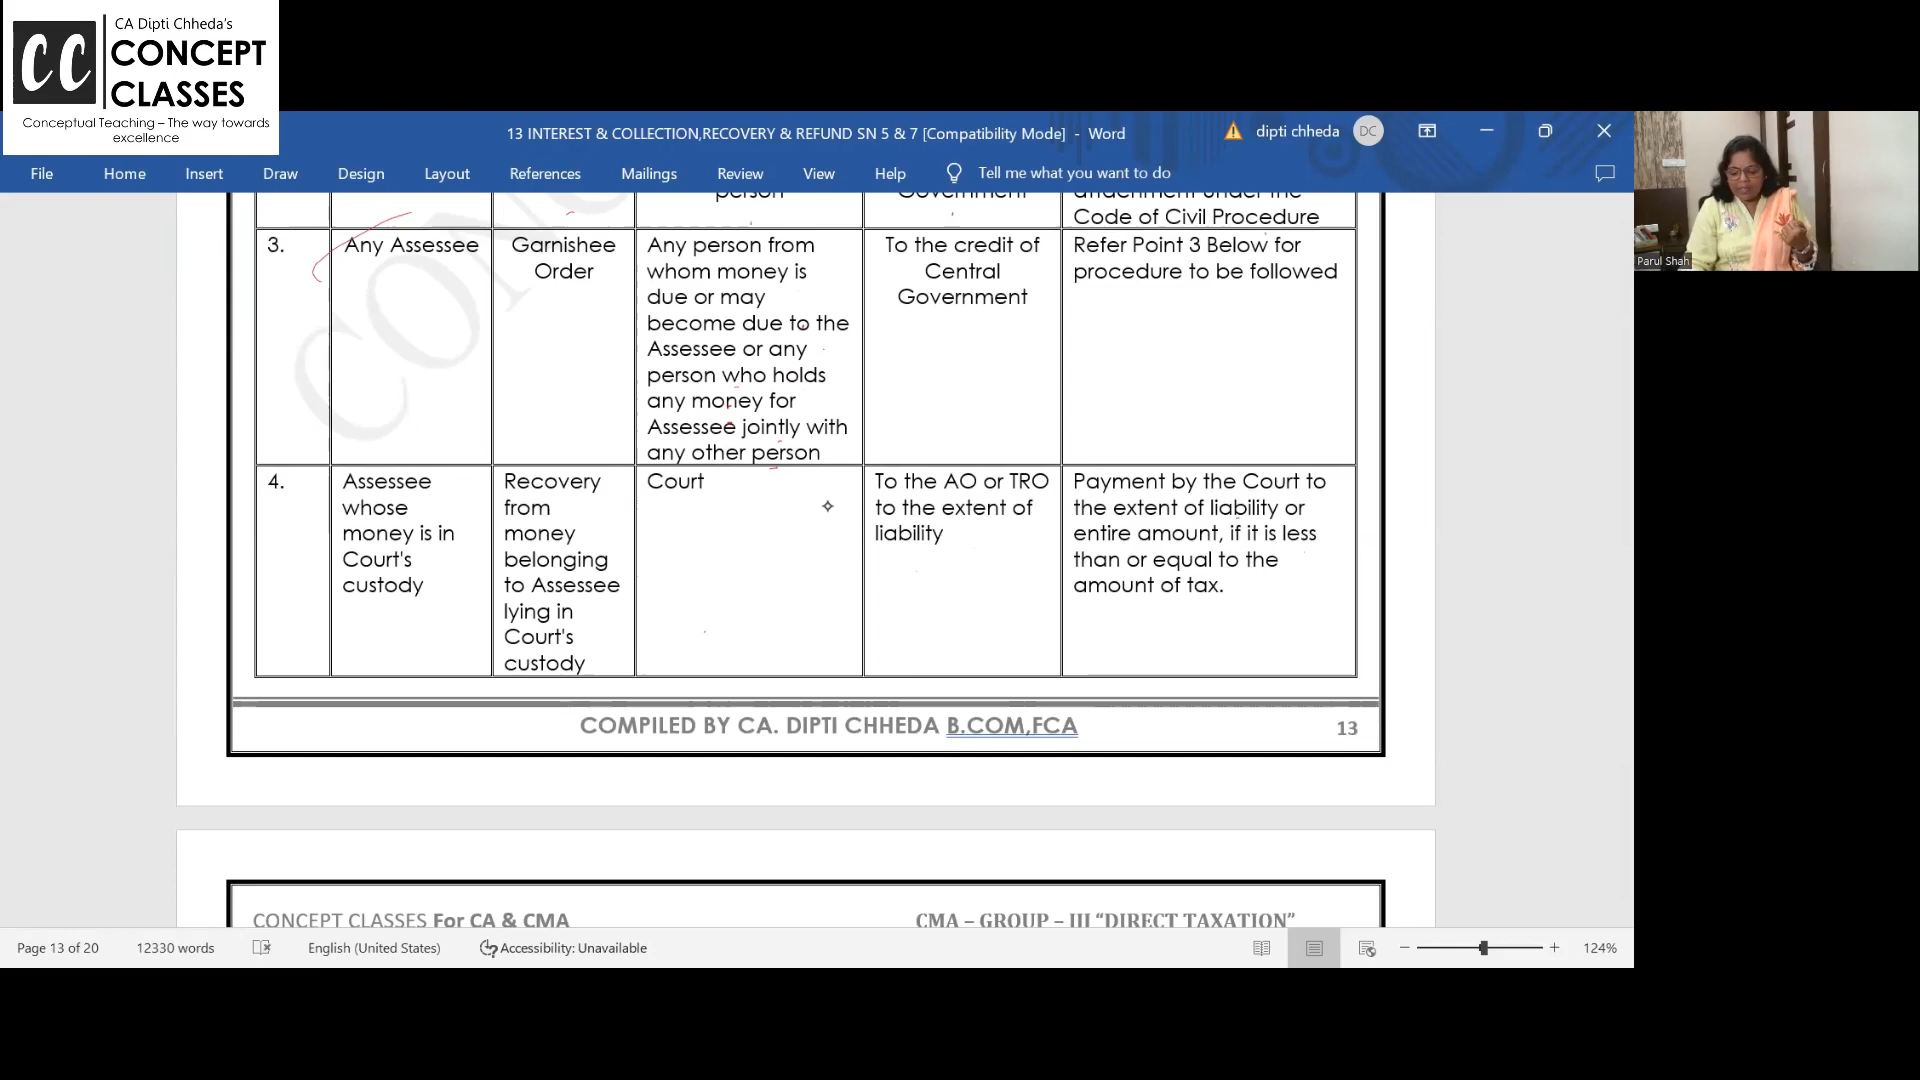 CA Dipti Chheda's
CC CONCEPT
CLASSES
Conceptual Teaching – The way towards
excellence
13 INTEREST & COLLECTION,RECOVERY & REFUND SN 5 & 7 [Compatibility Mode] - Word
dipti chheda DC
File Home Insert Draw Design Layout References Mailings Review View Help Tell me what you want to do
person
Government
attachment under the
Code of Civil Procedure
3.
Any Assessee
Garnishee
Order
Any person from
whom money is
due or may
become due to the
Assessee or any
person who holds
any money for
Assessee jointly with
any other person
To the credit of
Central
Government
Refer Point 3 Below for
procedure to be followed
4.
Assessee
whose
money is in
Court's
custody
Recovery
from
money
belonging
to Assessee
lying in
Court's
custody
Court
To the AO or TRO
to the extent of
liability
Payment by the Court to
the extent of liability or
entire amount, if it is less
than or equal to the
amount of tax.
COMPILED BY CA. DIPTI CHHEDA B.COM,FCA 13
CONCEPT CLASSES For CA & CMA CMA – GROUP – III “DIRECT TAXATION”
Page 13 of 20 12330 words English (United States) Accessibility: Unavailable 124%
Parul Shah